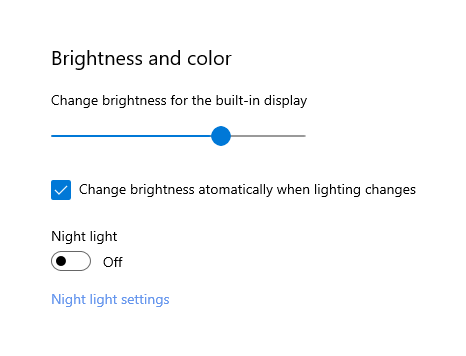 Brightness and color
Change brightness for the built-in display
Change brightness atomatically when lighting changes
Night light
Off
Night light settings